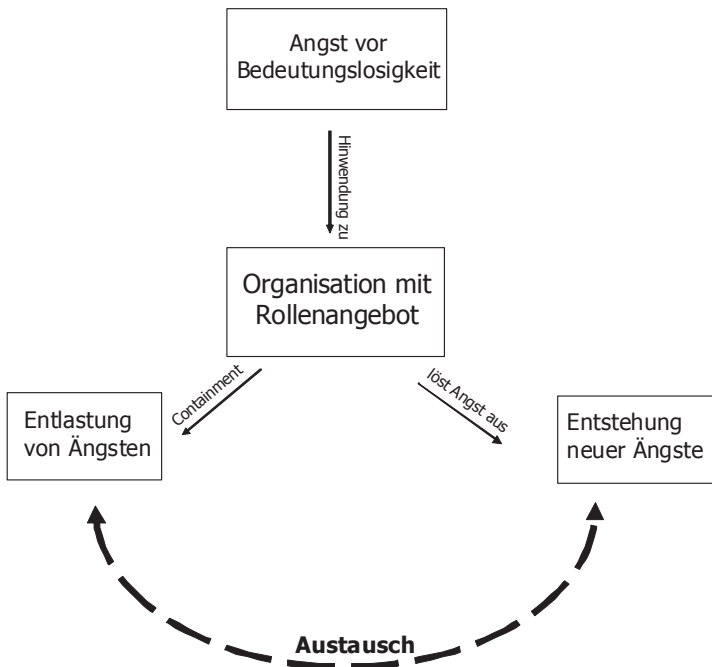 Angst vor
Bedeutungslosigkeit
Hinwendung zu
Organisation mit
Rollenangebot
Containment
löst Angst aus
Entlastung
von Ängsten
Entstehung
neuer Ängste
Austausch